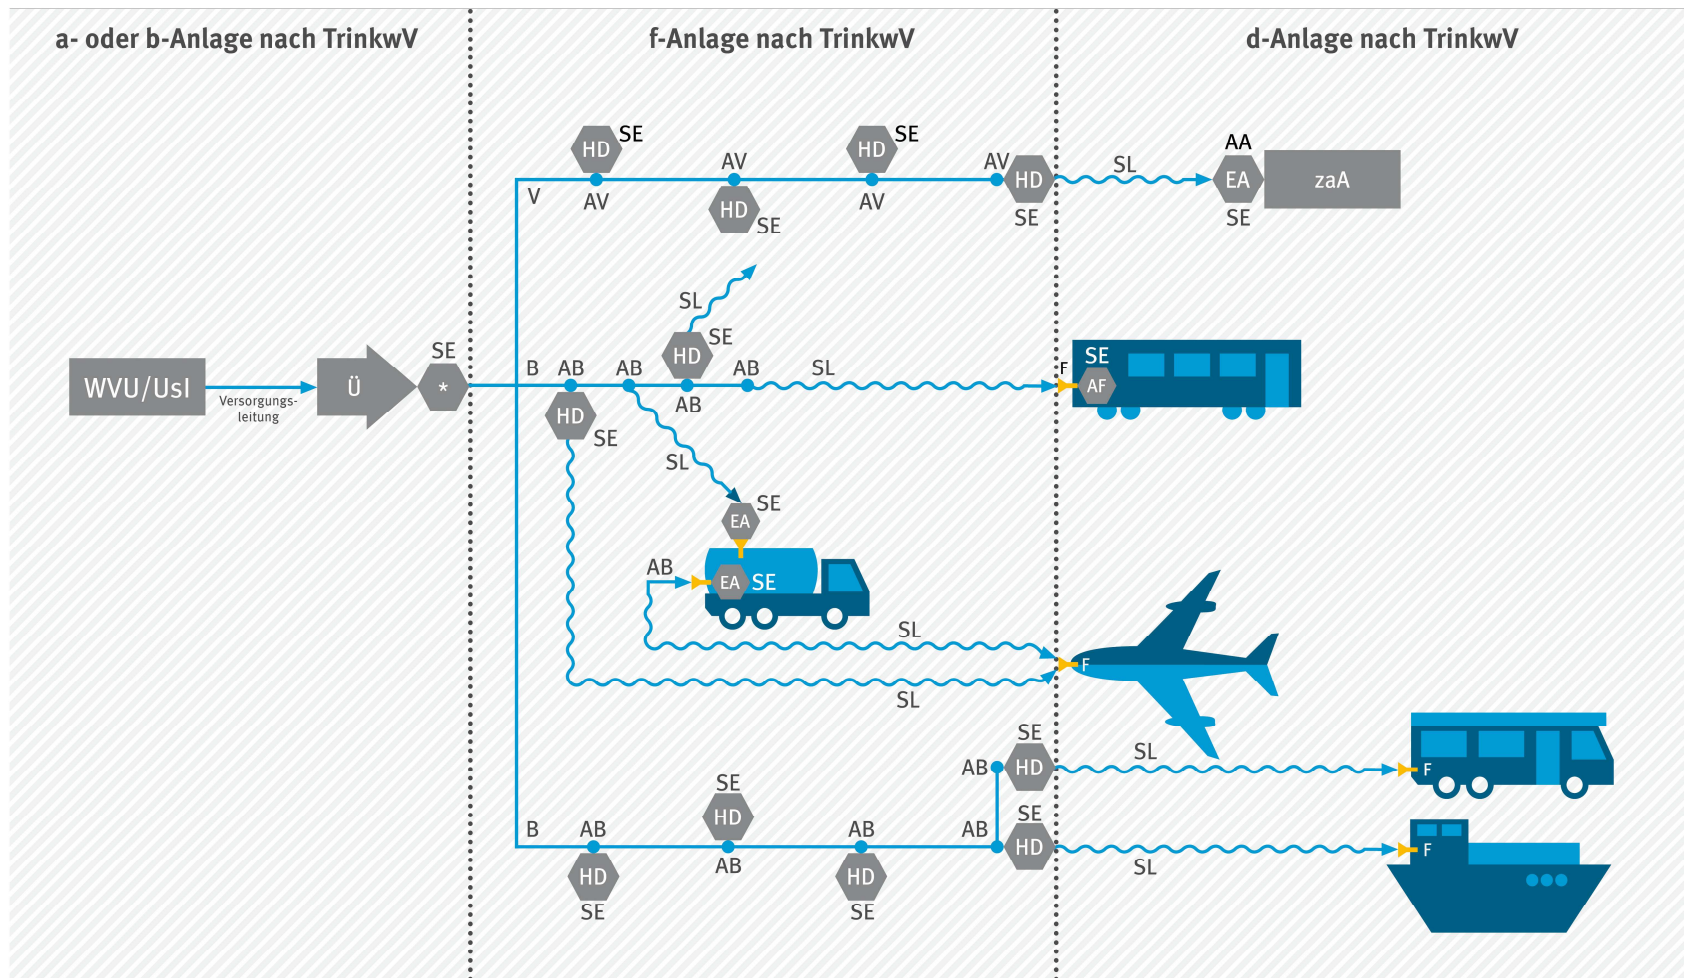 a- oder b-Anlage nach TrinkwV
f-Anlage nach TrinkwV
d-Anlage nach TrinkwV
HD SE
AV
AV
HD SE
HD SE
AV
AV
HD
SE
V
SL
AA
EA
SE
zaA
SL
HD SE
WVU/UsI
Versorgungs-
leitung
Ü
SE
*
B
AB
AB
AB
AB
SL
HD
SE
SL
F
SE
AF
SE
EA
AB
EA SE
SL
SL
F
SE
AB HD
SL
F
SE
HD
B
AB
AB
AB
AB
SE
HD
SL
F
HD
SE
HD
SE